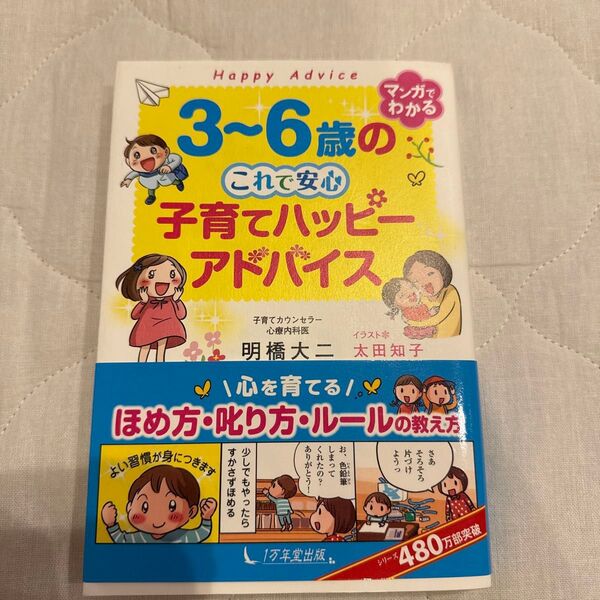 Happy Advice
マンガで
わかる
3〜6歳の
これで安心
子育てハッピー
アドバイス
子育てカウンセラー
心療内科医
明橋大二
イラスト*
太田知子
\心を育てる/
ほめ方・叱り方・ルールの教え方
よい習慣が身につきます
少しでもやったら
すかさずほめる
お、色鉛筆
しまって
くれたの?
ありがとう!
さあ
そろそろ
片づけ
ようっ
1万年堂出版
シリーズ480万部突破